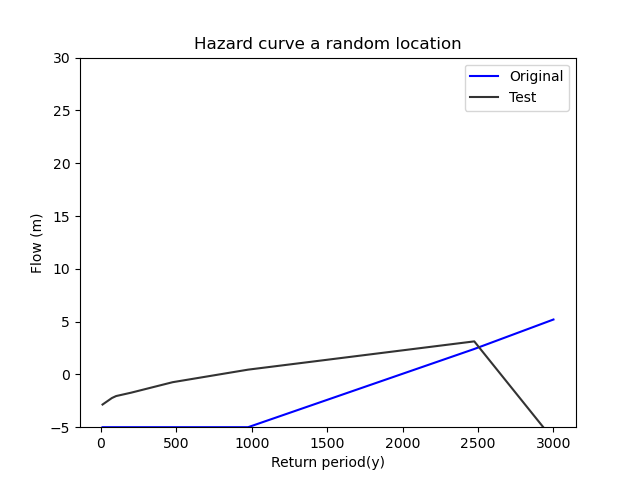 Hazard curve a random location
Original
Test
30
25
20
15
10
5
0
−5
Flow (m)
0 500 1000 1500 2000 2500 3000
Return period(y)